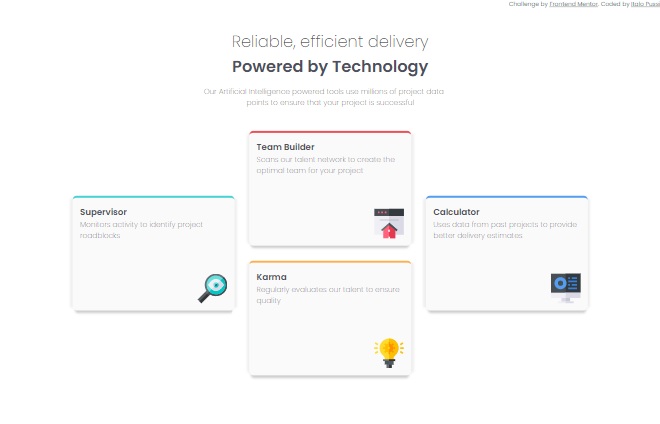 Challenge by Frontend Mentor. Coded by Italo Pussi
Reliable, efficient delivery
Powered by Technology
Our Artificial Intelligence powered tools use millions of project data
points to ensure that your project is successful
Team Builder
Scans our talent network to create the
optimal team for your project
Supervisor
Monitors activity to identify project
roadblocks
Calculator
Uses data from past projects to provide
better delivery estimates
Karma
Regularly evaluates our talent to ensure
quality